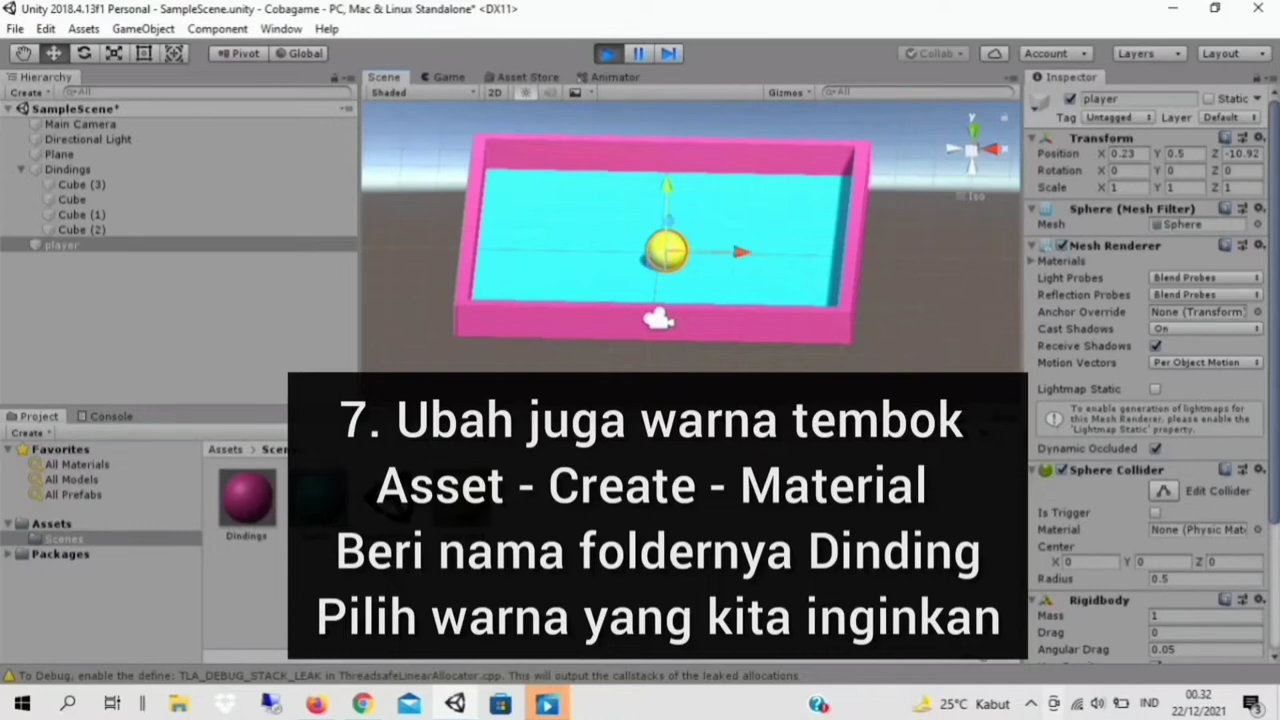 Unity 2018.4.13f1 Personal - SampleScene.unity - Cobagame - PC, Mac & Linux Standalone* <DX11>
File Edit Assets GameObject Component Window Help
Pivot Global Collab Account Layers Layout
Hierarchy
Create All
SampleScene*
Main Camera
Directional Light
Plane
Dindings
Cube (3)
Cube
Cube (1)
Cube (2)
player
Scene Game Asset Store Animator
Shaded 2D Gizmos All
y
Iso
Inspector
player Static
Tag Untagged Layer Default
Transform
Position X 0.23 Y 0.5 Z -10.92
Rotation X 0 Y 0 Z 0
Scale X 1 Y 1 Z 1
Sphere (Mesh Filter)
Mesh Sphere
Mesh Renderer
Materials
Light Probes Blend Probes
Reflection Probes Blend Probes
Anchor Override None (Transform)
Cast Shadows On
Receive Shadows
Motion Vectors Per Object Motion
Lightmap Static
To enable generation of lightmaps for
this Mesh Renderer, please enable the
'Lightmap Static' property.
Dynamic Occluded
Sphere Collider
Edit Collider
Is Trigger
Material None (Physic Mat
Center
X 0 Y 0 Z 0
Radius 0.5
Rigidbody
Mass 1
Drag 0
Angular Drag 0.05
Project Console
Create
Favorites
All Materials
All Models
All Prefabs
Assets
Scenes
Packages
Assets > Scen
Dindings
7. Ubah juga warna tembok
Asset - Create - Material
Beri nama foldernya Dinding
Pilih warna yang kita inginkan
To Debug, enable the define: TLA_DEBUG_STACK_LEAK in ThreadsafeLinearAllocator.cpp. This will output the callstacks of the leaked allocations
25°C Kabut IND
00.32
22/12/2021
3